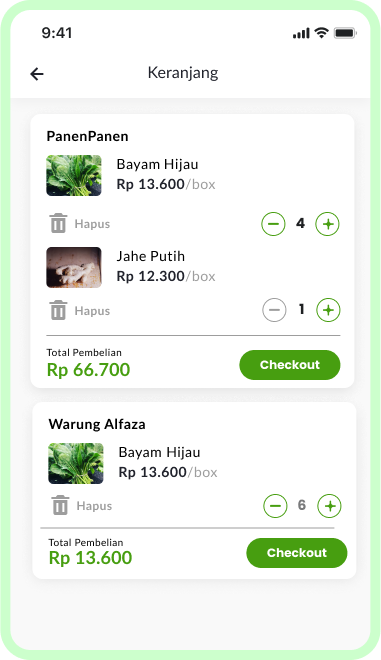 9:41
Keranjang
PanenPanen
Bayam Hijau
Rp 13.600/box
Hapus
4
Jahe Putih
Rp 12.300/box
Hapus
1
Total Pembelian
Rp 66.700
Checkout
Warung Alfaza
Bayam Hijau
Rp 13.600/box
Hapus
6
Total Pembelian
Rp 13.600
Checkout